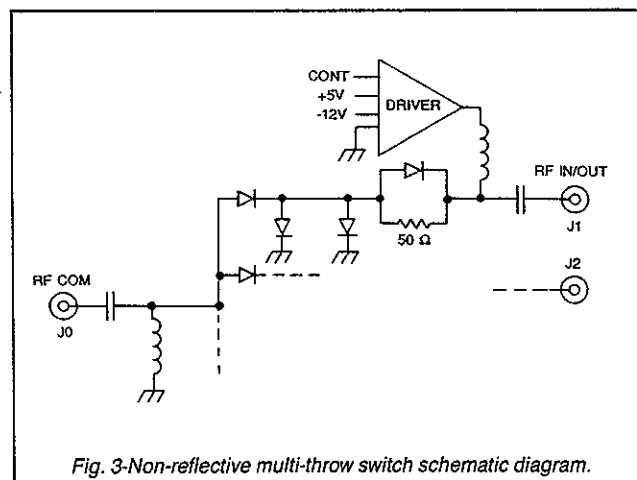 CONT
+5V
-12V
DRIVER
RF IN/OUT
J1
50 Ω
J2
RF COM
J0
Fig. 3-Non-reflective multi-throw switch schematic diagram.